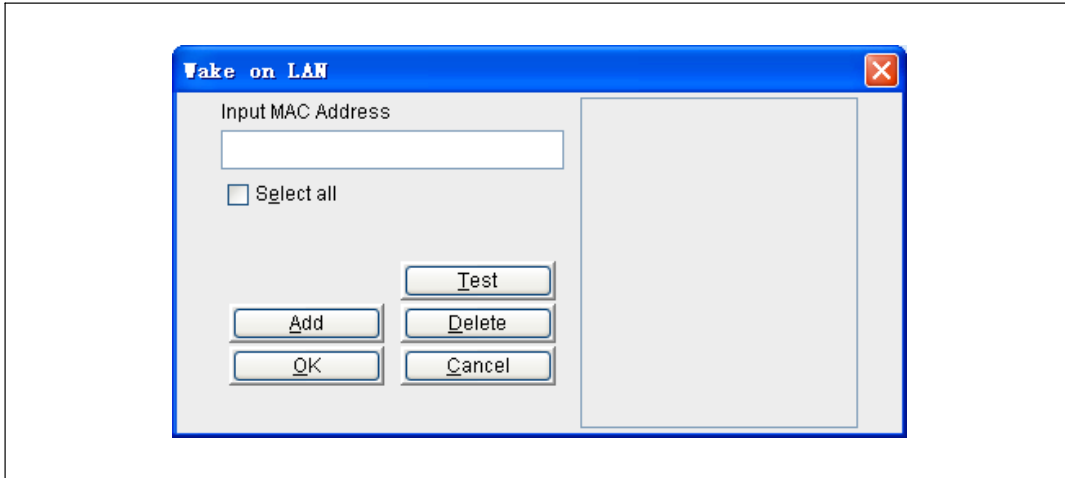 Wake on LAN
Input MAC Address
Select all
Test
Add Delete
OK Cancel